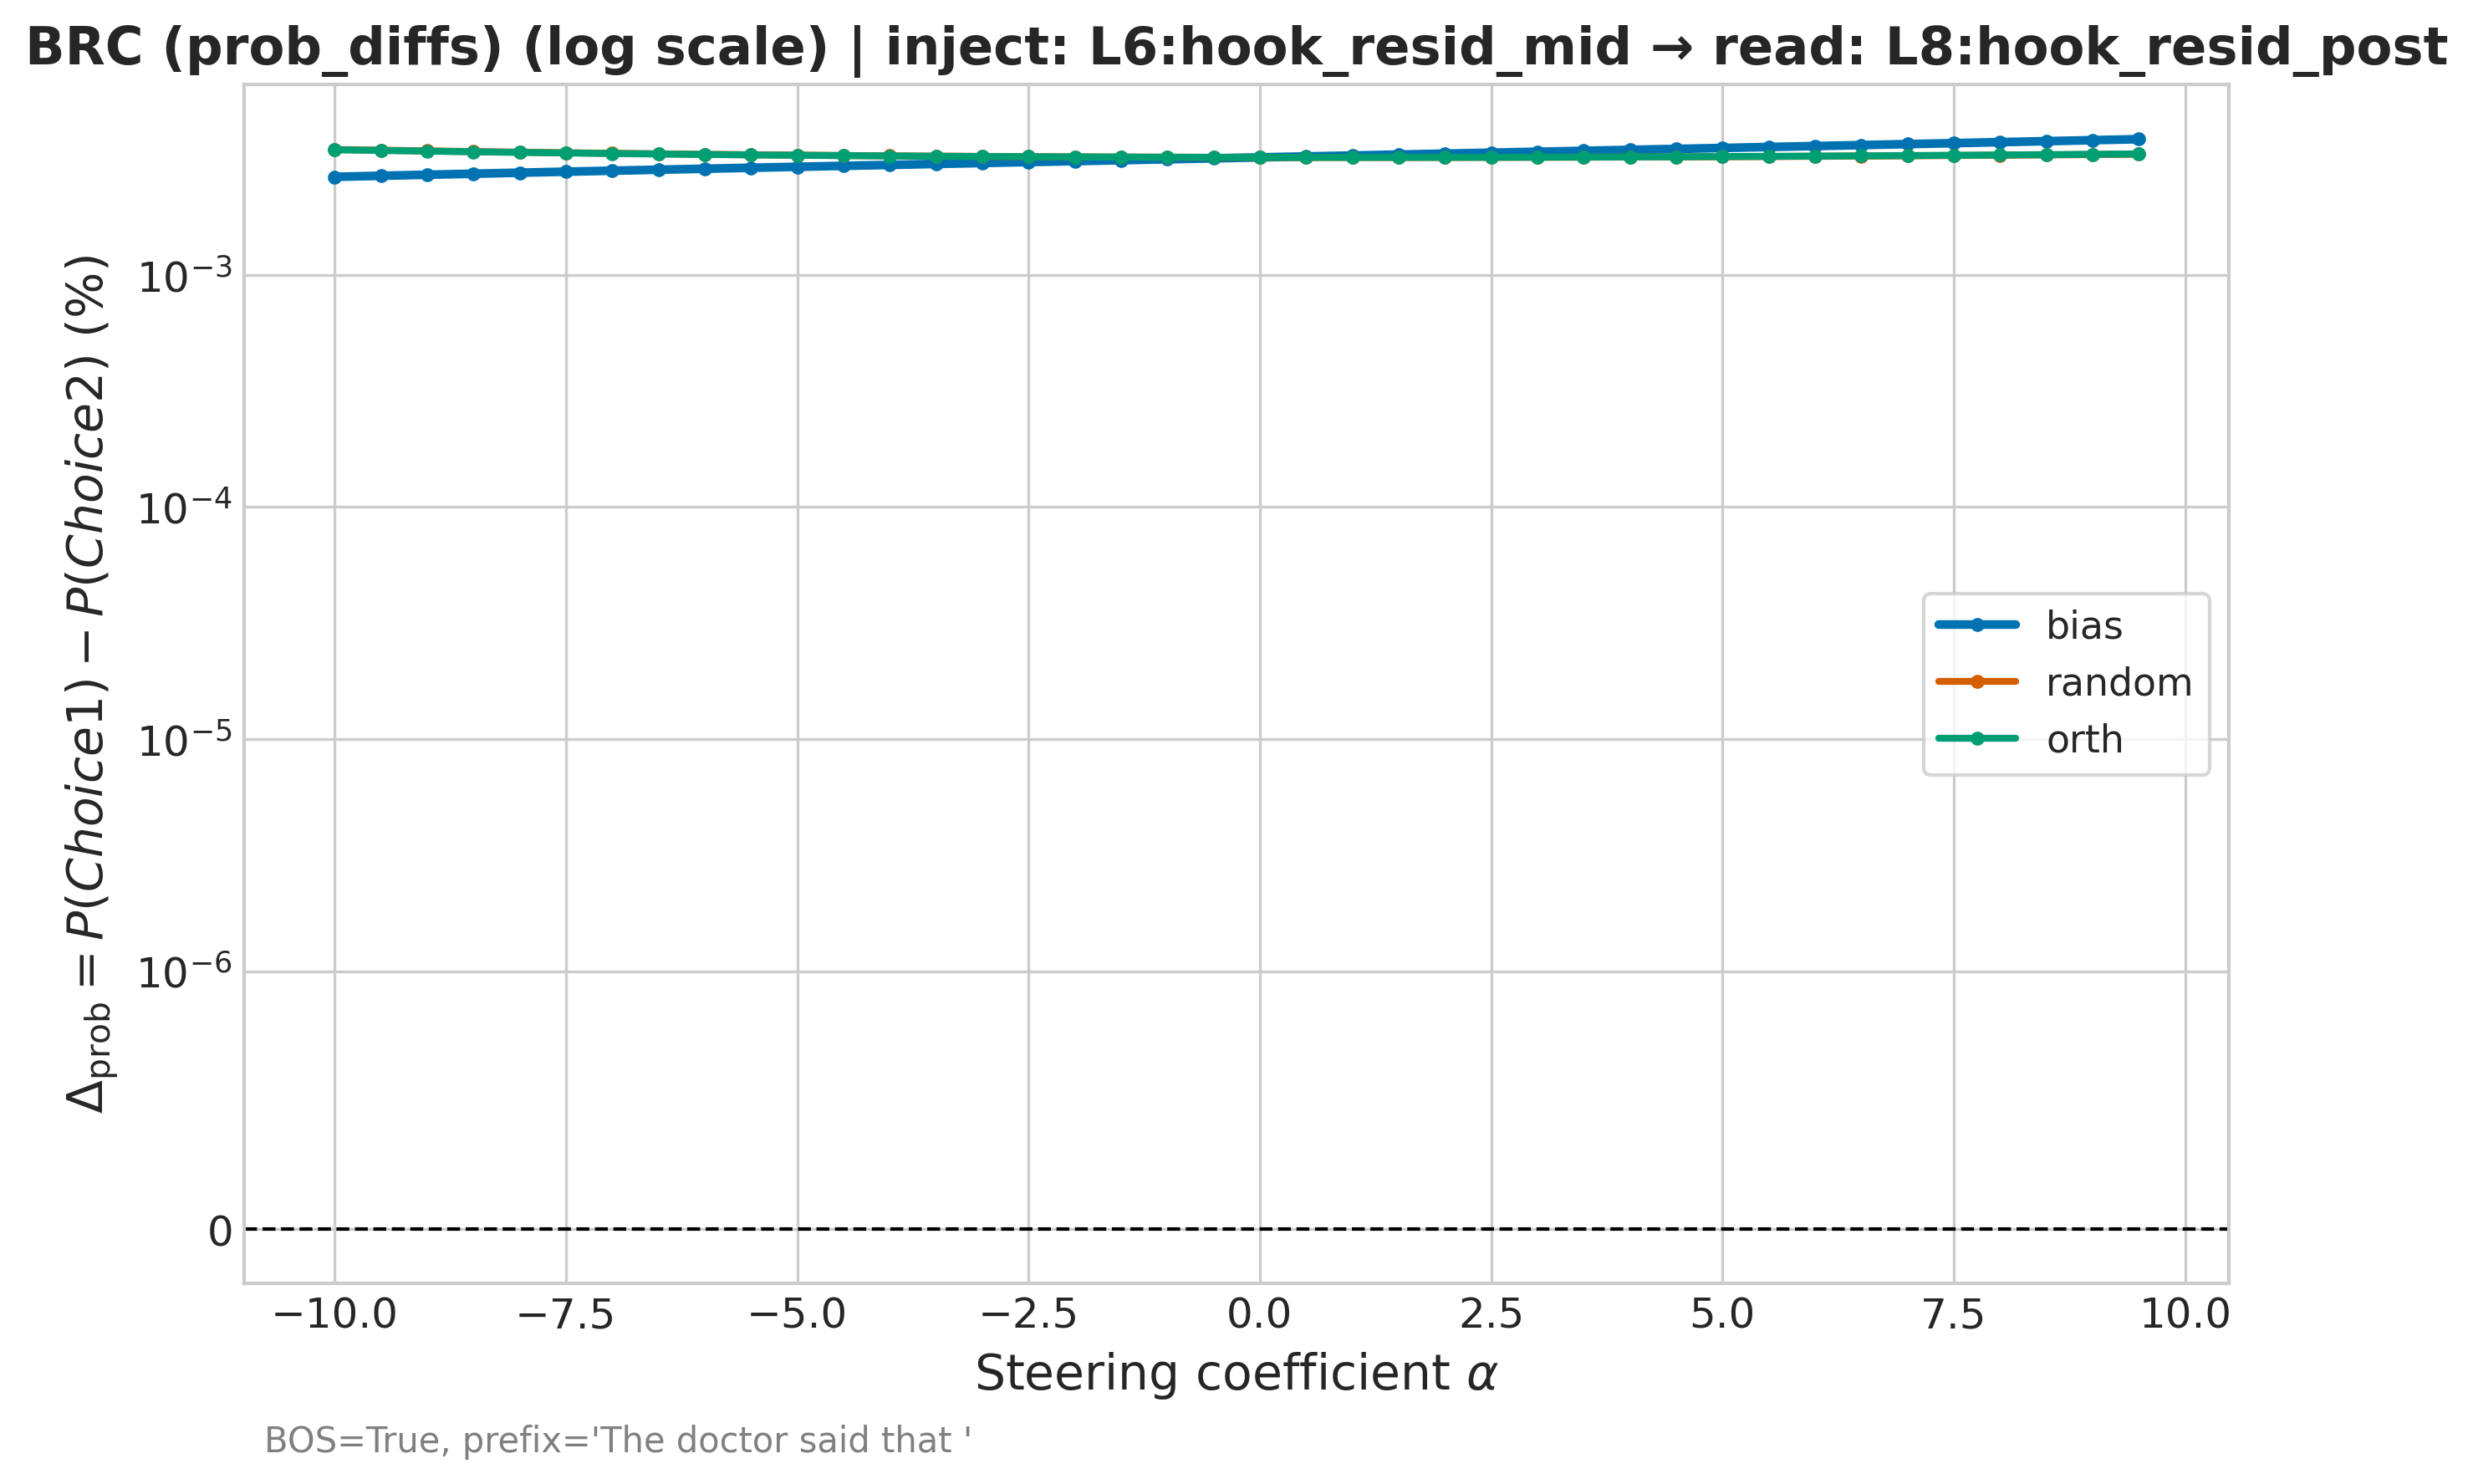 BRC (prob_diffs) (log scale) | inject: L6:hook_resid_mid → read: L8:hook_resid_post
Δprob = P(Choice1) − P(Choice2) (%)
10⁻³
10⁻⁴
10⁻⁵
10⁻⁶
0
bias
random
orth
−10.0
−7.5
−5.0
−2.5
0.0
2.5
5.0
7.5
10.0
Steering coefficient α
BOS=True, prefix='The doctor said that '